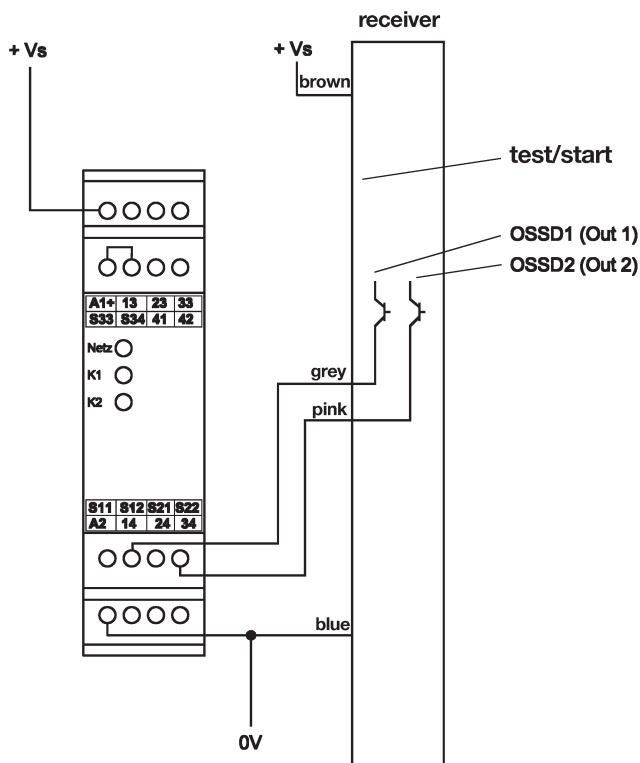 receiver
+ Vs
+ Vs
brown
test/start
OSSD1 (Out 1)
OSSD2 (Out 2)
A1+ 13 23 33
S33 S34 41 42
Netz
K1
K2
grey
pink
S11 S12 S21 S22
A2 14 24 34
blue
0V